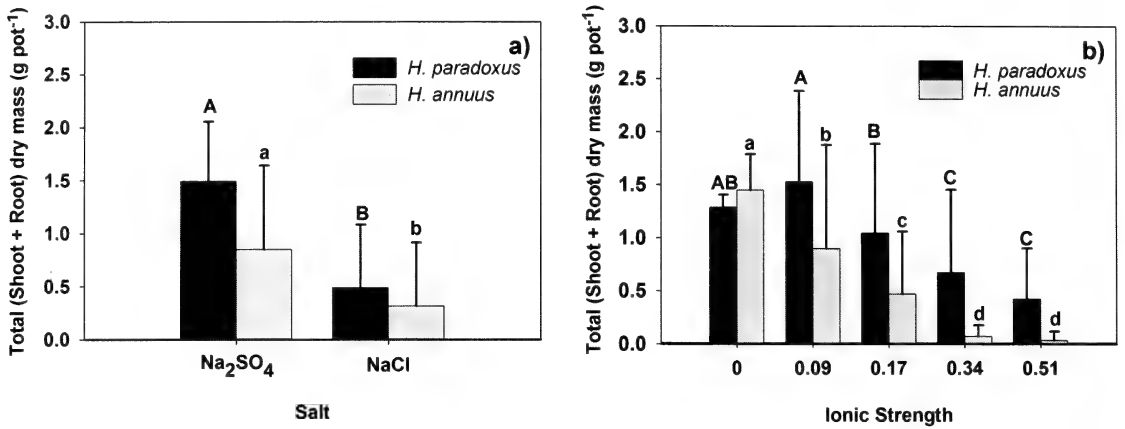 Total (Shoot + Root) dry mass (g pot⁻¹)
3.0
2.5
2.0
1.5
1.0
0.5
0.0
a)
H. paradoxus
H. annuus
A
a
B
b
Na₂SO₄ NaCl
Salt
Total (Shoot + Root) dry mass (g pot⁻¹)
3.0
2.5
2.0
1.5
1.0
0.5
0.0
b)
H. paradoxus
H. annuus
AB
a
A
b
B
c
C
d
C
d
0 0.09 0.17 0.34 0.51
Ionic Strength